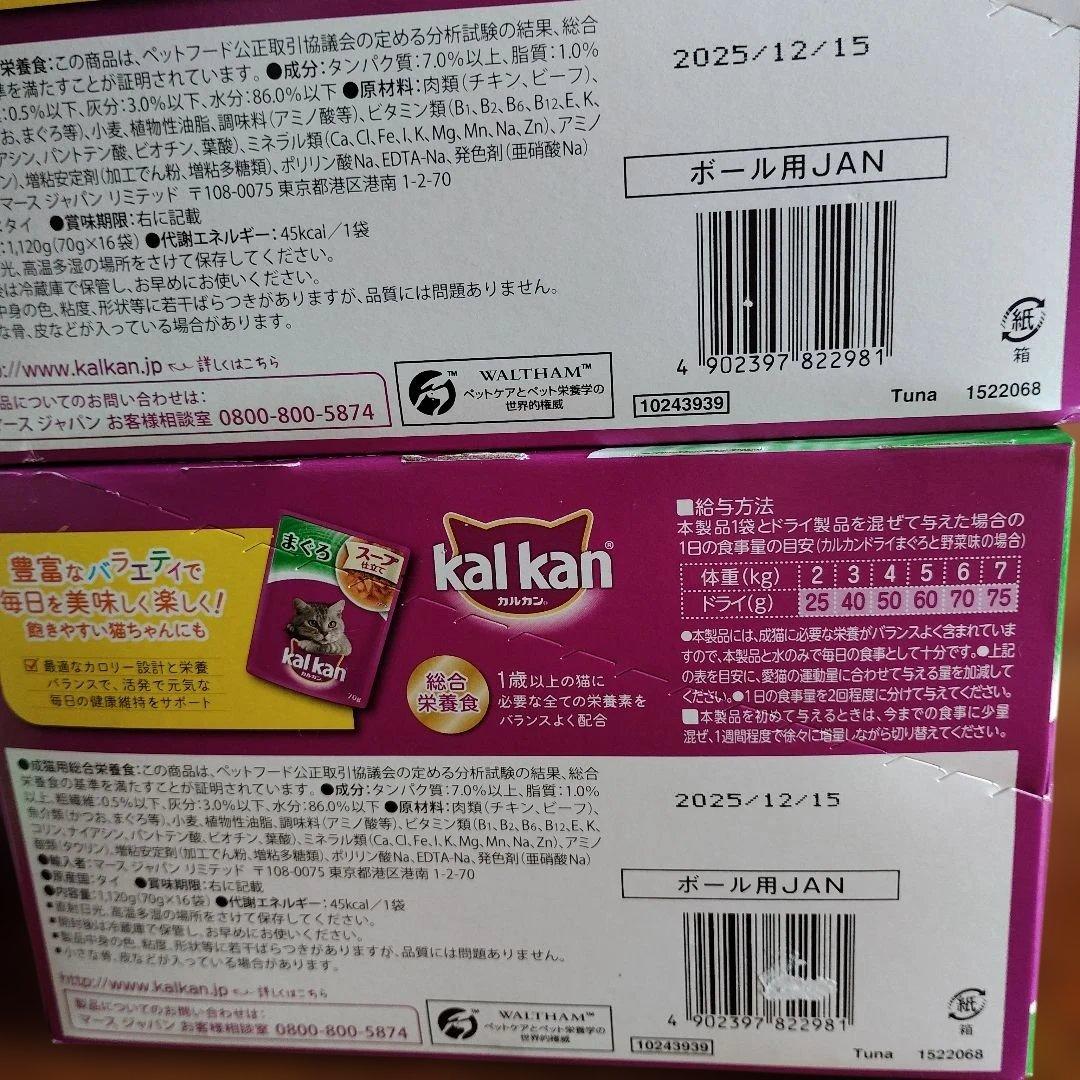 栄養食:この商品は、ペットフード公正取引協議会の定める分析試験の結果、総合
準を満たすことが証明されています。●成分:タンパク質:7.0%以上、脂質:1.0%
:0.5%以下、灰分:3.0%以下、水分:86.0%以下 ●原材料:肉類(チキン、ビーフ)、
お、まぐろ等)、小麦、植物性油脂、調味料(アミノ酸等)、ビタミン類(B1、B2、B6、B12、E、K、
アシン、パントテン酸、ビオチン、葉酸)、ミネラル類(Ca、Cl、Fe、I、K、Mg、Mn、Na、Zn)、アミノ
ン)、増粘安定剤(加工でん粉、増粘多糖類)、ポリリン酸Na、EDTA-Na、発色剤(亜硝酸Na)
マース ジャパン リミテッド 〒108-0075 東京都港区港南 1-2-70
:タイ ●賞味期限:右に記載
:1,120g(70g×16袋) ●代謝エネルギー:45kcal/1袋
光、高温多湿の場所をさけて保存してください。
後は冷蔵庫で保管し、お早めにお使いください。
中身の色、粘度、形状等に若干ばらつきがありますが、品質には問題ありません。
な骨、皮などが入っている場合があります。
://www.kalkan.jp 詳しくはこちら
品についてのお問い合わせは:
マース ジャパン お客様相談室 0800-800-5874
WALTHAM™
ペットケアとペット栄養学の
世界的権威
2025/12/15
ボール用JAN
4 902397 822981
10243939
紙
箱
Tuna 1522068
豊富なバラエティで
毎日を美味しく楽しく!
飽きやすい猫ちゃんにも
最適なカロリー設計と栄養
バランスで、活発で元気な
毎日の健康維持をサポート
まぐろ
スープ
仕立て
kal kan
カルカン
70g
kal kan®
カルカン®
総合
栄養食
1歳以上の猫に
必要な全ての栄養素を
バランスよく配合
■給与方法
本製品1袋とドライ製品を混ぜて与えた場合の
1日の食事量の目安(カルカンドライまぐろと野菜味の場合)
体重(kg) 2 3 4 5 6 7
ドライ(g) 25 40 50 60 70 75
●本製品には、成猫に必要な栄養がバランスよく含まれていま
すので、本製品と水のみで毎日の食事として十分です。●上記
の表を目安に、愛猫の運動量に合わせて与える量を加減して
ください。●1日の食事量を2回程度に分けて与えてください。
■本製品を初めて与えるときは、今までの食事に少量
混ぜ、1週間程度で徐々に増量しながら切り替えてください。
●成猫用総合栄養食:この商品は、ペットフード公正取引協議会の定める分析試験の結果、総合
栄養食の基準を満たすことが証明されています。●成分:タンパク質:7.0%以上、脂質:1.0%
以上、粗繊維:0.5%以下、灰分:3.0%以下、水分:86.0%以下 ●原材料:肉類(チキン、ビーフ)、
魚介類(かつお、まぐろ等)、小麦、植物性油脂、調味料(アミノ酸等)、ビタミン類(B1、B2、B6、B12、E、K、
コリン、ナイアシン、パントテン酸、ビオチン、葉酸)、ミネラル類(Ca、Cl、Fe、I、K、Mg、Mn、Na、Zn)、アミノ
酸類(タウリン)、増粘安定剤(加工でん粉、増粘多糖類)、ポリリン酸Na、EDTA-Na、発色剤(亜硝酸Na)
●輸入者:マース ジャパン リミテッド 〒108-0075 東京都港区港南 1-2-70
●原産国:タイ ●賞味期限:右に記載
●内容量:1,120g(70g×16袋) ●代謝エネルギー:45kcal/1袋
*直射日光、高温多湿の場所をさけて保存してください。
*開封後は冷蔵庫で保管し、お早めにお使いください。
*製品中身の色、粘度、形状等に若干ばらつきがありますが、品質には問題ありません。
*小さな骨、皮などが入っている場合があります。
http://www.kalkan.jp 詳しくはこちら
製品についてのお問い合わせは:
マース ジャパン お客様相談室 0800-800-5874
WALTHAM™
ペットケアとペット栄養学の
世界的権威
2025/12/15
ボール用JAN
4 902397 822981
10243939
紙
箱
Tuna 1522068